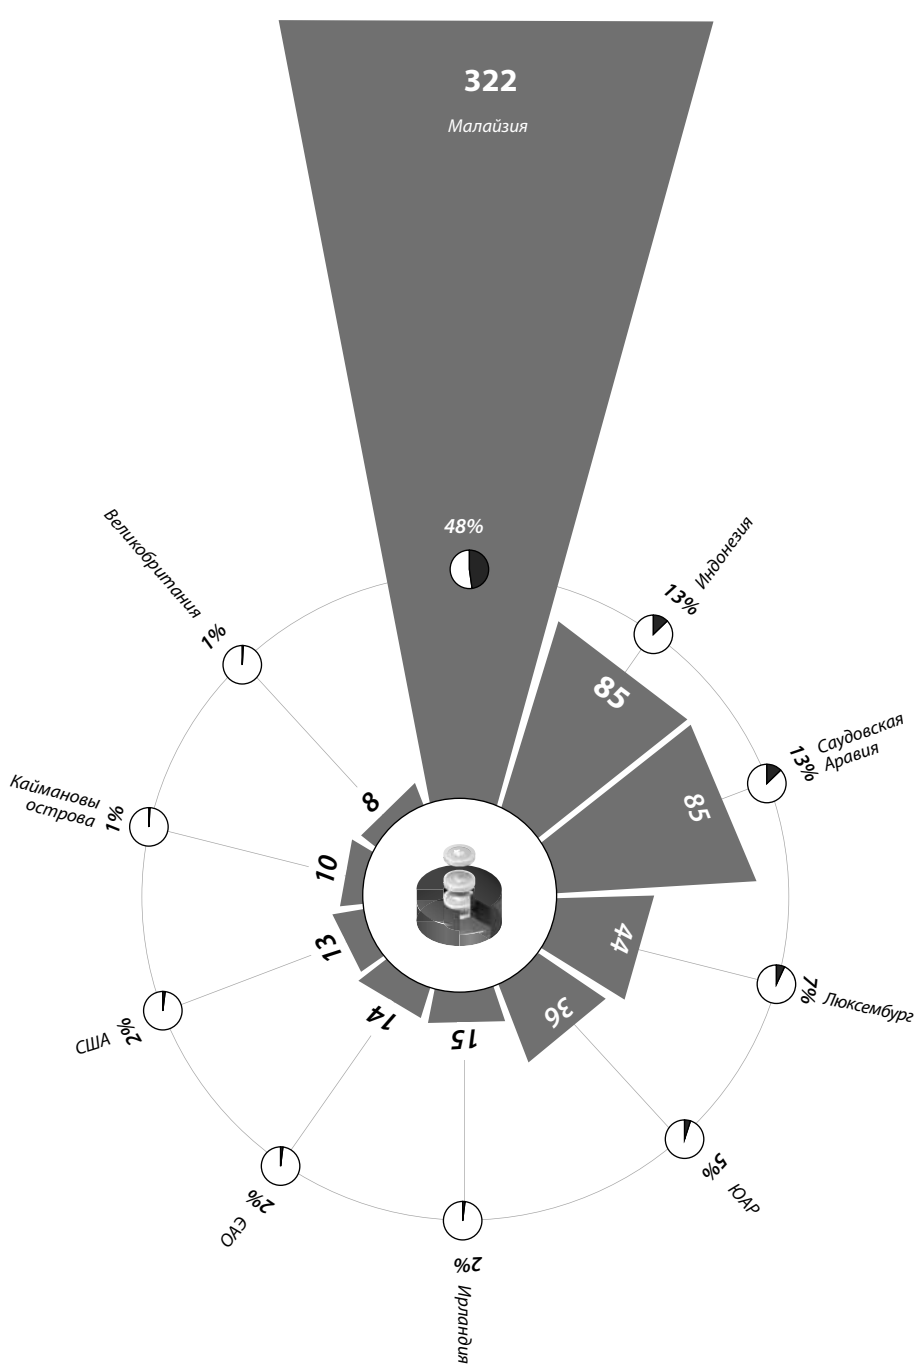 322
Малайзия
48%
85
13%
Индонезия
85
13%
Саудовская
Аравия
44
7%
Люксембург
36
5%
ЮАР
15
2%
Ирландия
14
2%
ОАЭ
13
2%
США
10
1%
Каймановы
острова
8
1%
Великобритания